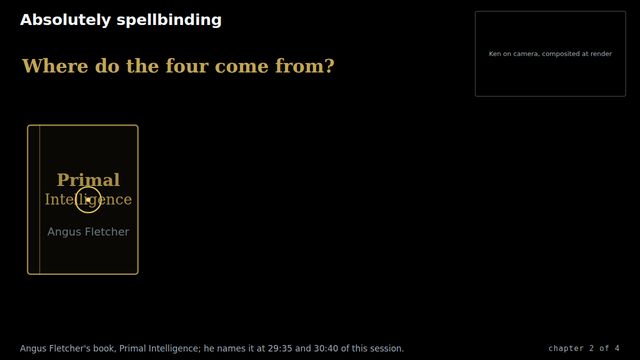 Absolutely spellbinding
Ken on camera, composited at render
Where do the four come from?
Primal
Intelligence
Angus Fletcher
Angus Fletcher's book, Primal Intelligence; he names it at 29:35 and 30:40 of this session.
chapter 2 of 4